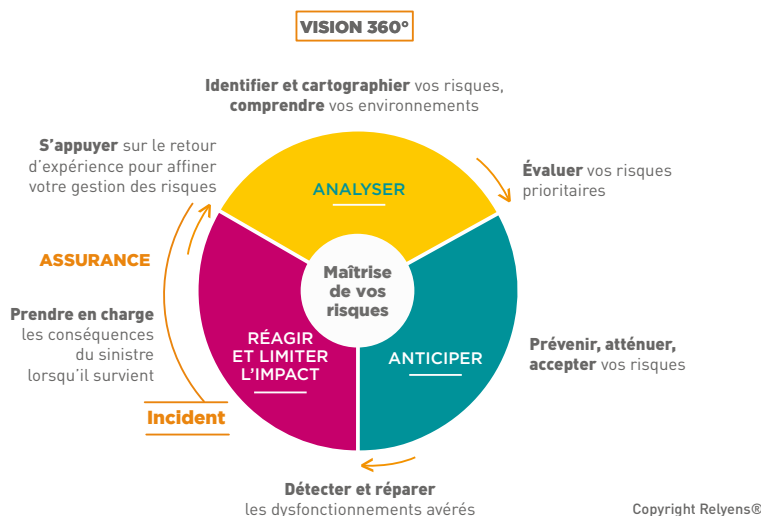 VISION 360°
Identifier et cartographier vos risques,
comprendre vos environnements
S'appuyer sur le retour
d'expérience pour affiner
votre gestion des risques
ANALYSER
Évaluer vos risques
prioritaires
ASSURANCE
Maîtrise
de vos
risques
Prendre en charge
les conséquences
du sinistre
lorsqu'il survient
RÉAGIR
ET LIMITER
L'IMPACT
ANTICIPER
Prévenir, atténuer,
accepter vos risques
Incident
Détecter et réparer
les dysfonctionements avérés
Copyright Relyens®